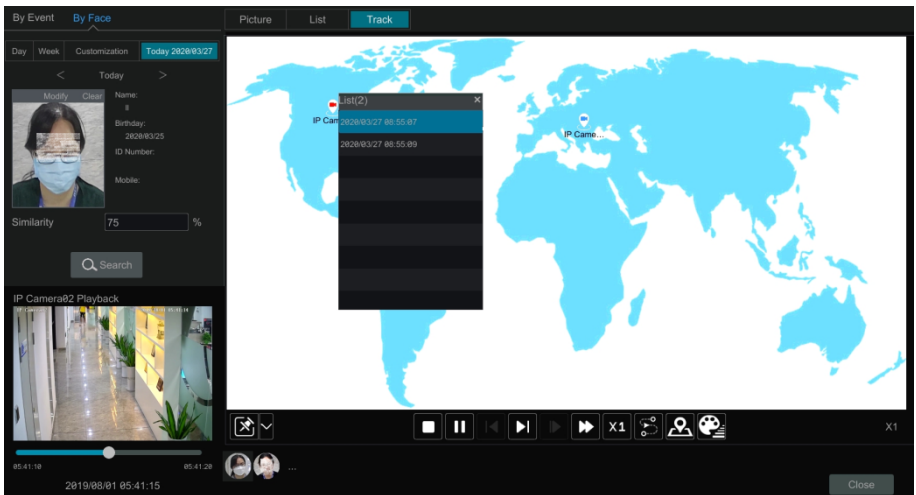 By Event By Face
Picture List Track
Day Week Customization Today 2020/03/27
< Today >
Modify Clear
Name:
Birthday:
2020/03/25
ID Number:
Mobile:
Similarity 75 %
Search
IP Camera02 Playback
05:41:10 05:41:20
2019/08/01 05:41:15
List(2) ×
2020/03/27 08:55:07
2020/03/27 08:55:09
IP Cam
IP Came...
X1
X1
...
Close